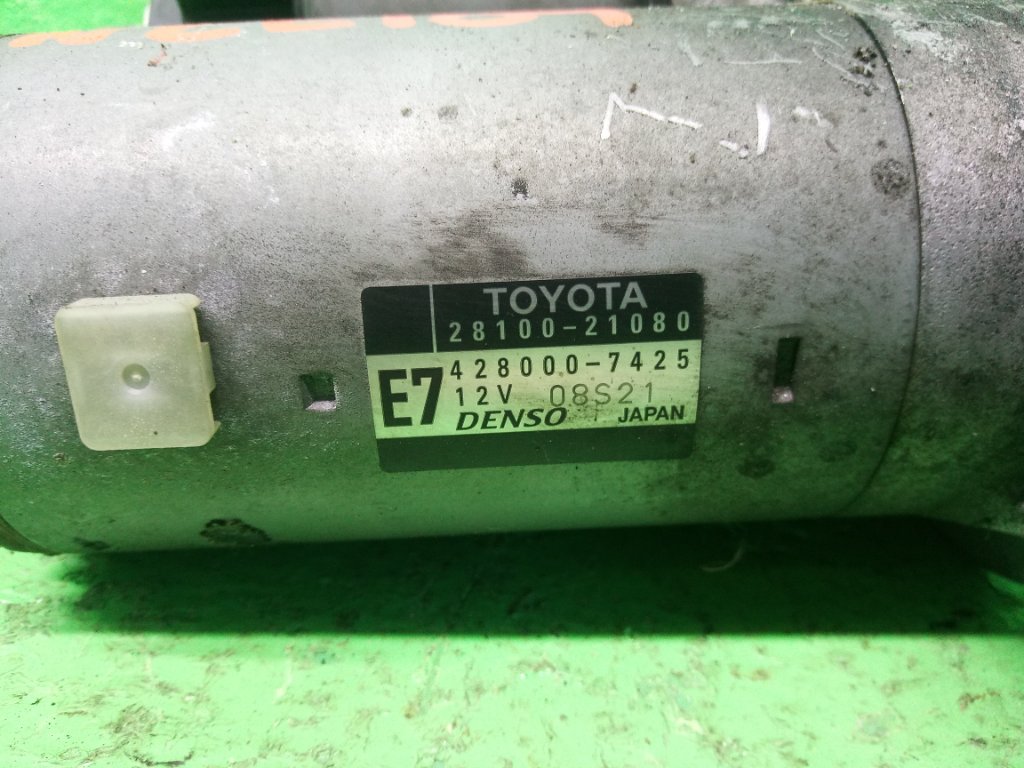 TOYOTA
28100-21080
E7
428000-7425
12V 08S21
DENSO JAPAN